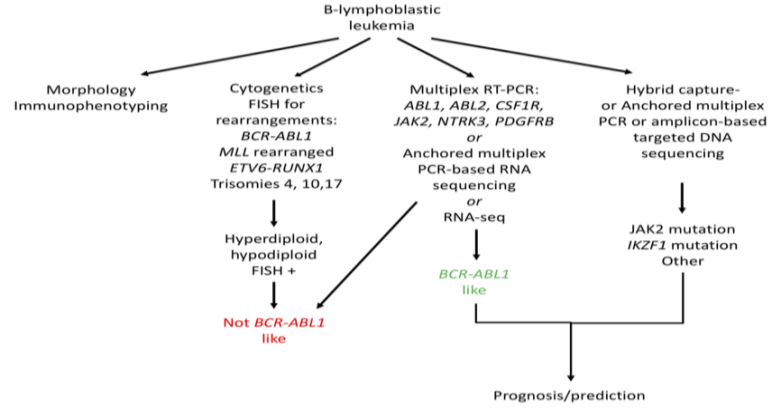 B-lymphoblastic
leukemia
Morphology
Immunophenotyping
Cytogenetics
FISH for
rearrangements:
BCR-ABL1
MLL rearranged
ETV6-RUNX1
Trisomies 4, 10,17
Hyperdiploid,
hypodiploid
FISH +
Not BCR-ABL1
like
Multiplex RT-PCR:
ABL1, ABL2, CSF1R,
JAK2, NTRK3, PDGFRB
or
Anchored multiplex
PCR-based RNA
sequencing
or
RNA-seq
BCR-ABL1
like
Hybrid capture-
or Anchored multiplex
PCR or amplicon-based
targeted DNA
sequencing
JAK2 mutation
IKZF1 mutation
Other
Prognosis/prediction